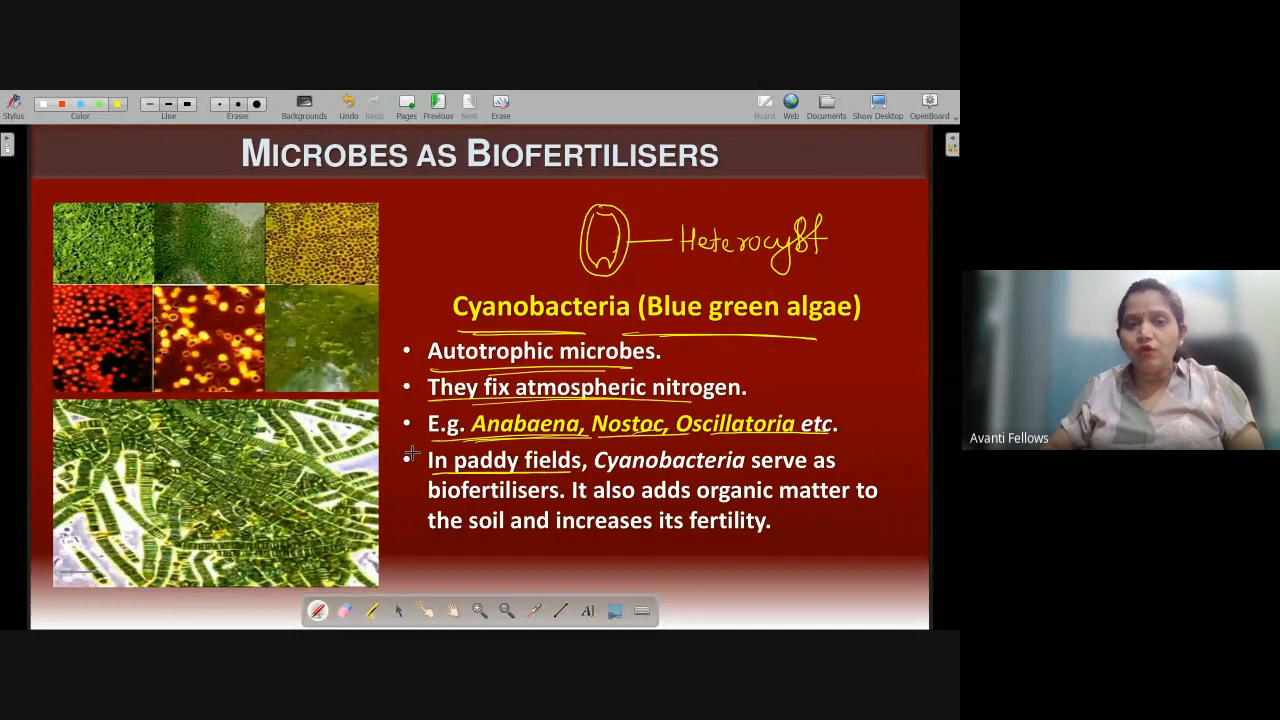 Stylus
Color
Line
Eraser
Backgrounds
Undo
Redo
Pages
Previous
Next
Erase
Board
Web
Documents
Show Desktop
OpenBoard
MICROBES AS BIOFERTILISERS
Heterocyst
Cyanobacteria (Blue green algae)
• Autotrophic microbes.
• They fix atmospheric nitrogen.
• E.g. Anabaena, Nostoc, Oscillatoria etc.
• In paddy fields, Cyanobacteria serve as
biofertilisers. It also adds organic matter to
the soil and increases its fertility.
AI
Avanti Fellows